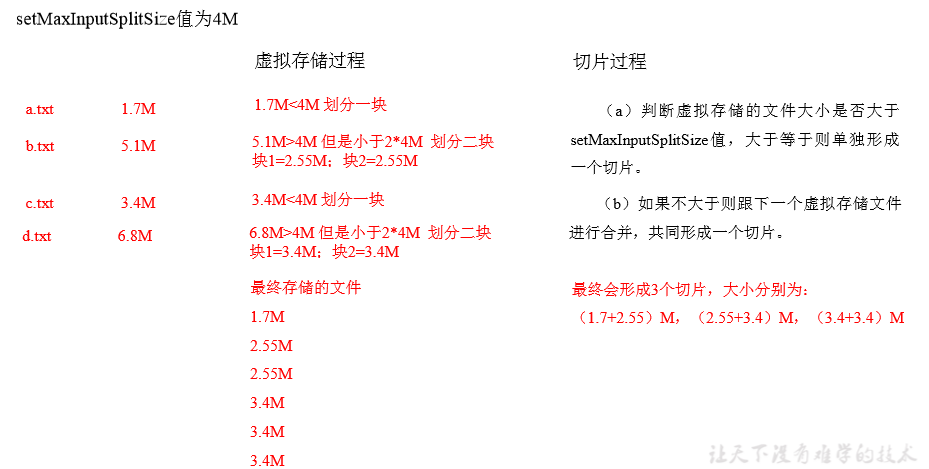 setMaxInputSplitSize值为4M
虚拟存储过程
切片过程
a.txt 1.7M 1.7M<4M 划分一块
b.txt 5.1M 5.1M>4M 但是小于2*4M 划分二块
块1=2.55M；块2=2.55M
c.txt 3.4M 3.4M<4M 划分一块
d.txt 6.8M 6.8M>4M 但是小于2*4M 划分二块
块1=3.4M；块2=3.4M
最终存储的文件
1.7M
2.55M
2.55M
3.4M
3.4M
3.4M
（a）判断虚拟存储的文件大小是否大于
setMaxInputSplitSize值，大于等于则单独形成
一个切片。
（b）如果不大于则跟下一个虚拟存储文件
进行合并，共同形成一个切片。
最终会形成3个切片，大小分别为：
（1.7+2.55）M，（2.55+3.4）M，（3.4+3.4）M
让天下没有难学的技术